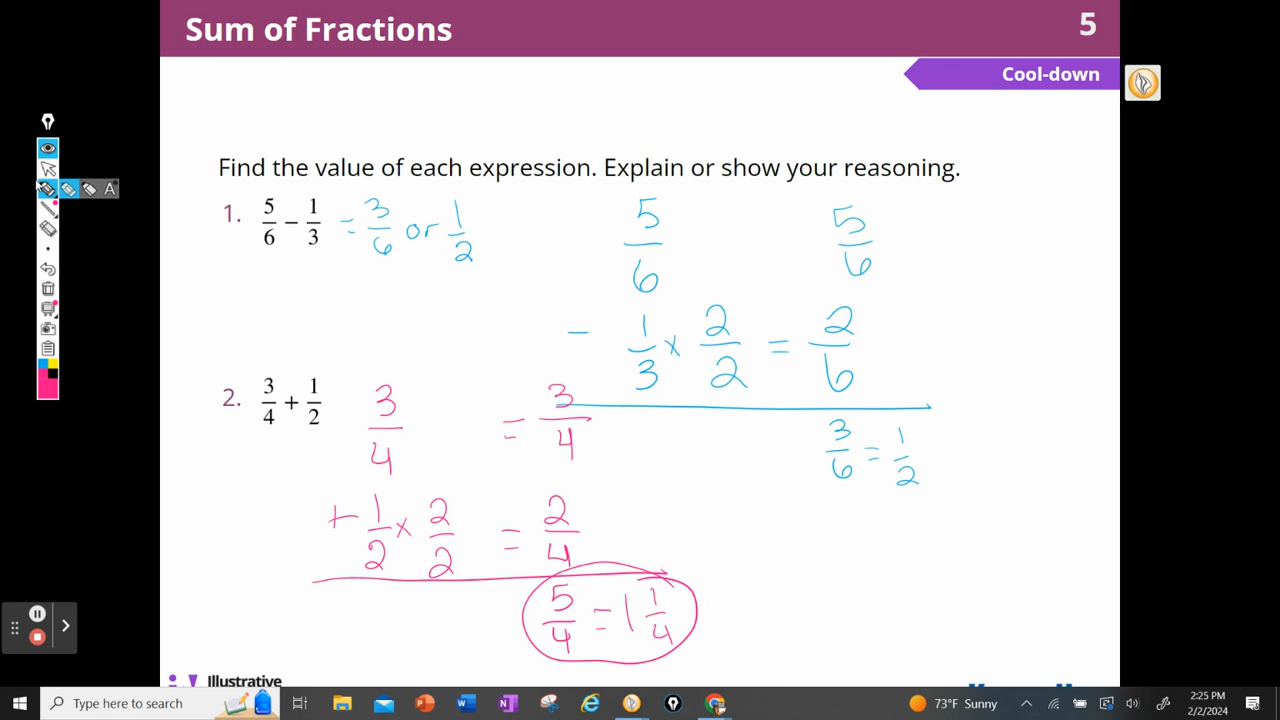 Sum of Fractions
5
Cool-down
Find the value of each expression. Explain or show your reasoning.
1. 5/6 − 1/3 = 3/6 or 1/2
5/6
5/6
− 1/3 × 2/2 = 2/6
3/6 = 1/2
2. 3/4 + 1/2
3/4 = 3/4
+ 1/2 × 2/2 = 2/4
5/4 = 1 1/4
A
Illustrative
Type here to search
73°F Sunny
2:25 PM
2/2/2024